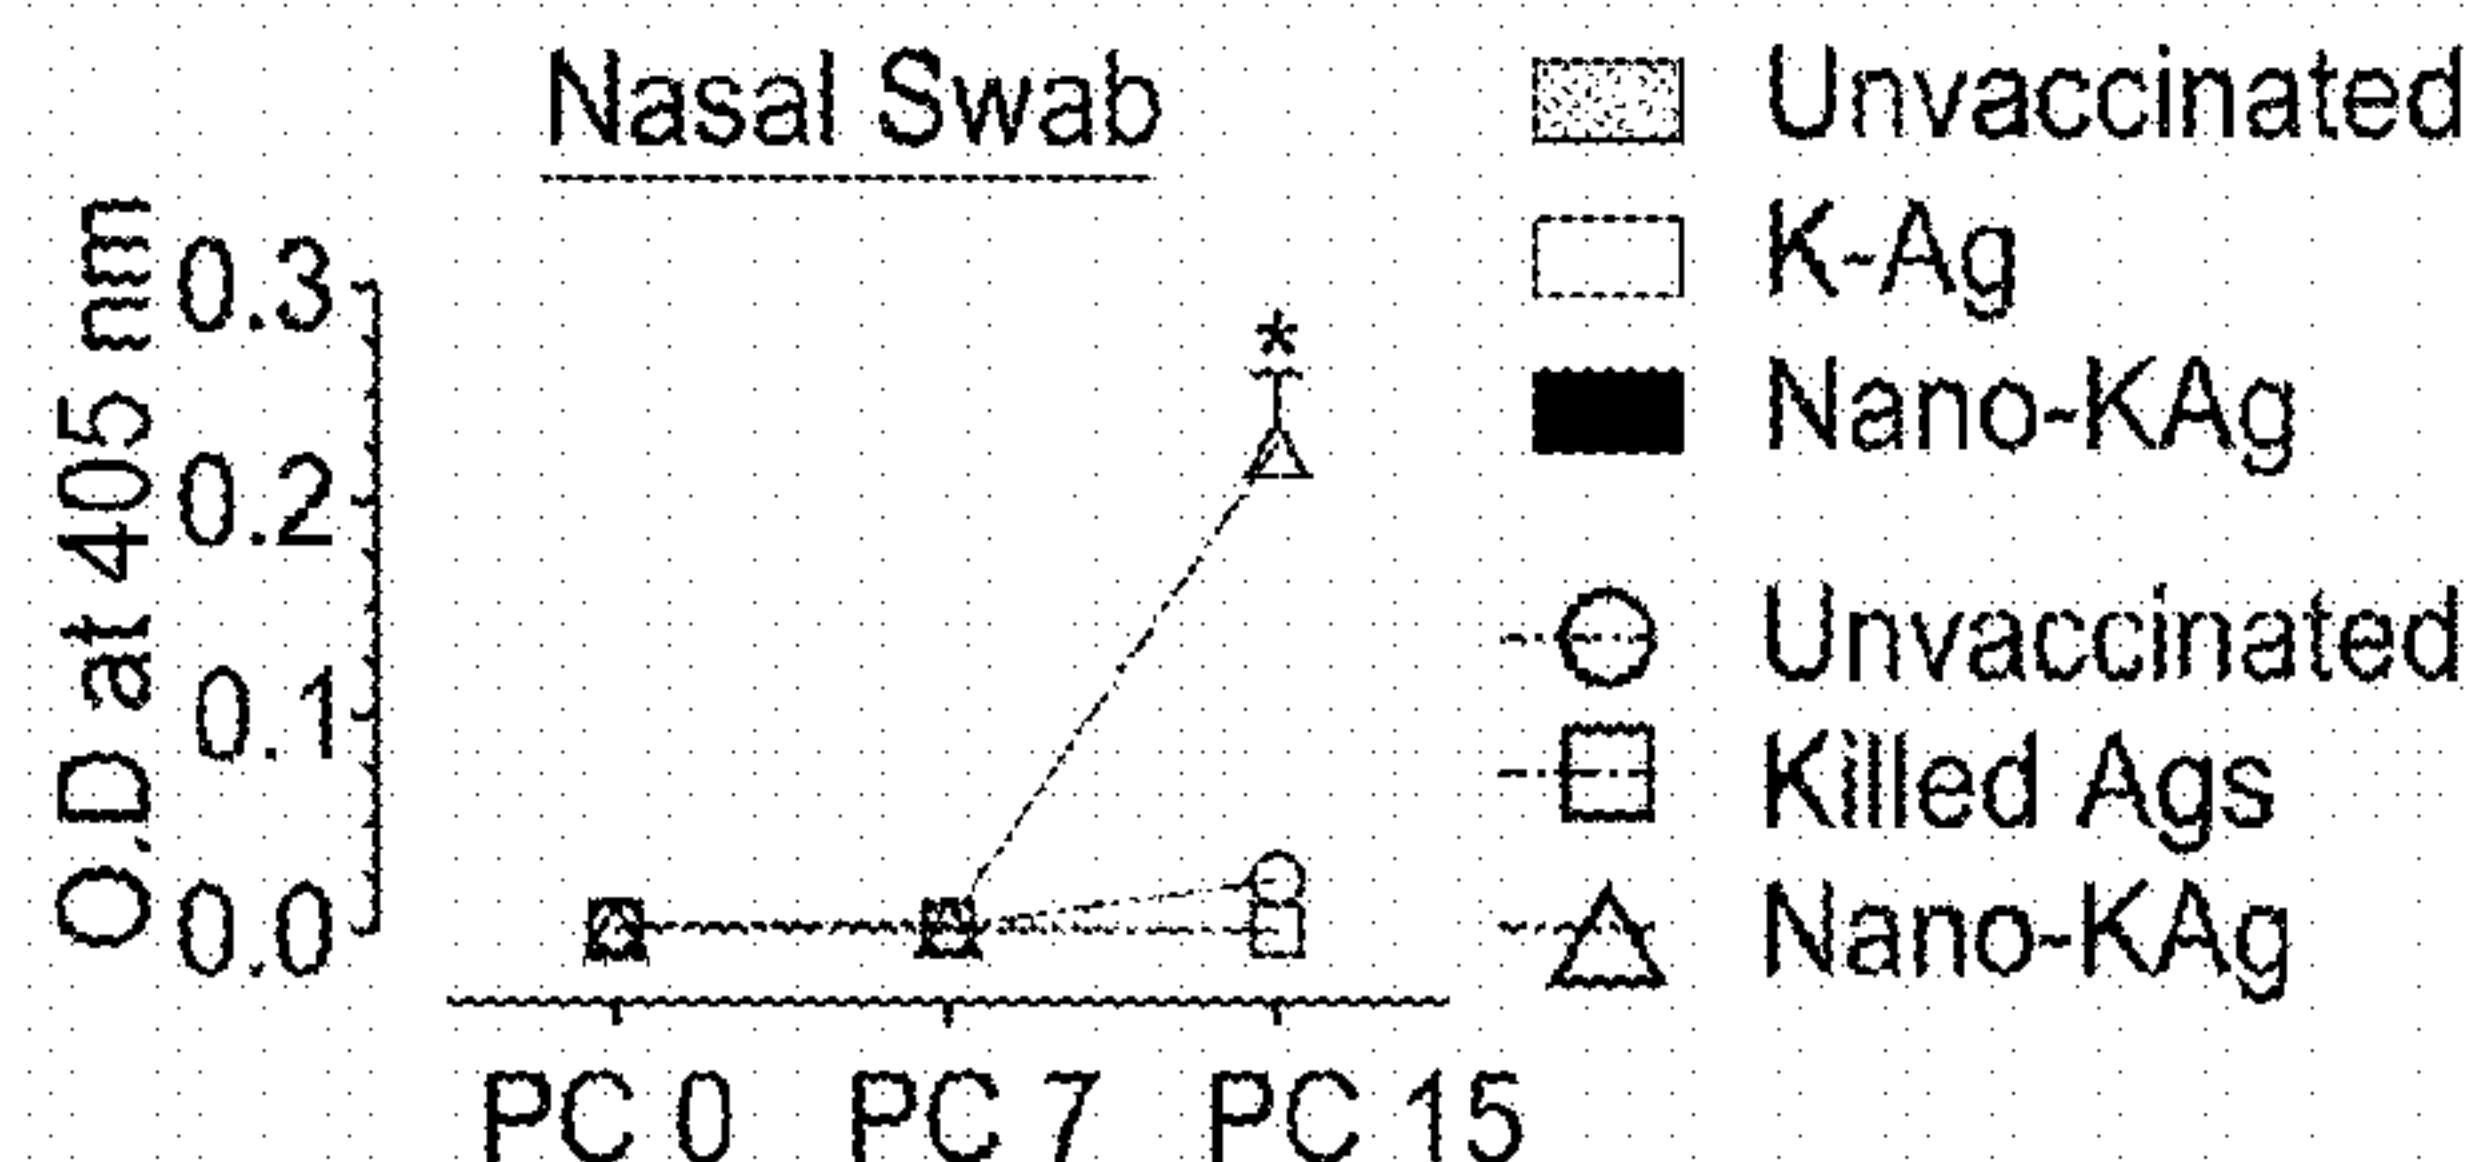 Nasal Swab
O.D at 405 nm
0.3
0.2
0.1
0.0
*
PC 0
PC 7
PC 15
Unvaccinated
K-Ag
Nano-KAg
Unvaccinated
Killed Ags
Nano-KAg